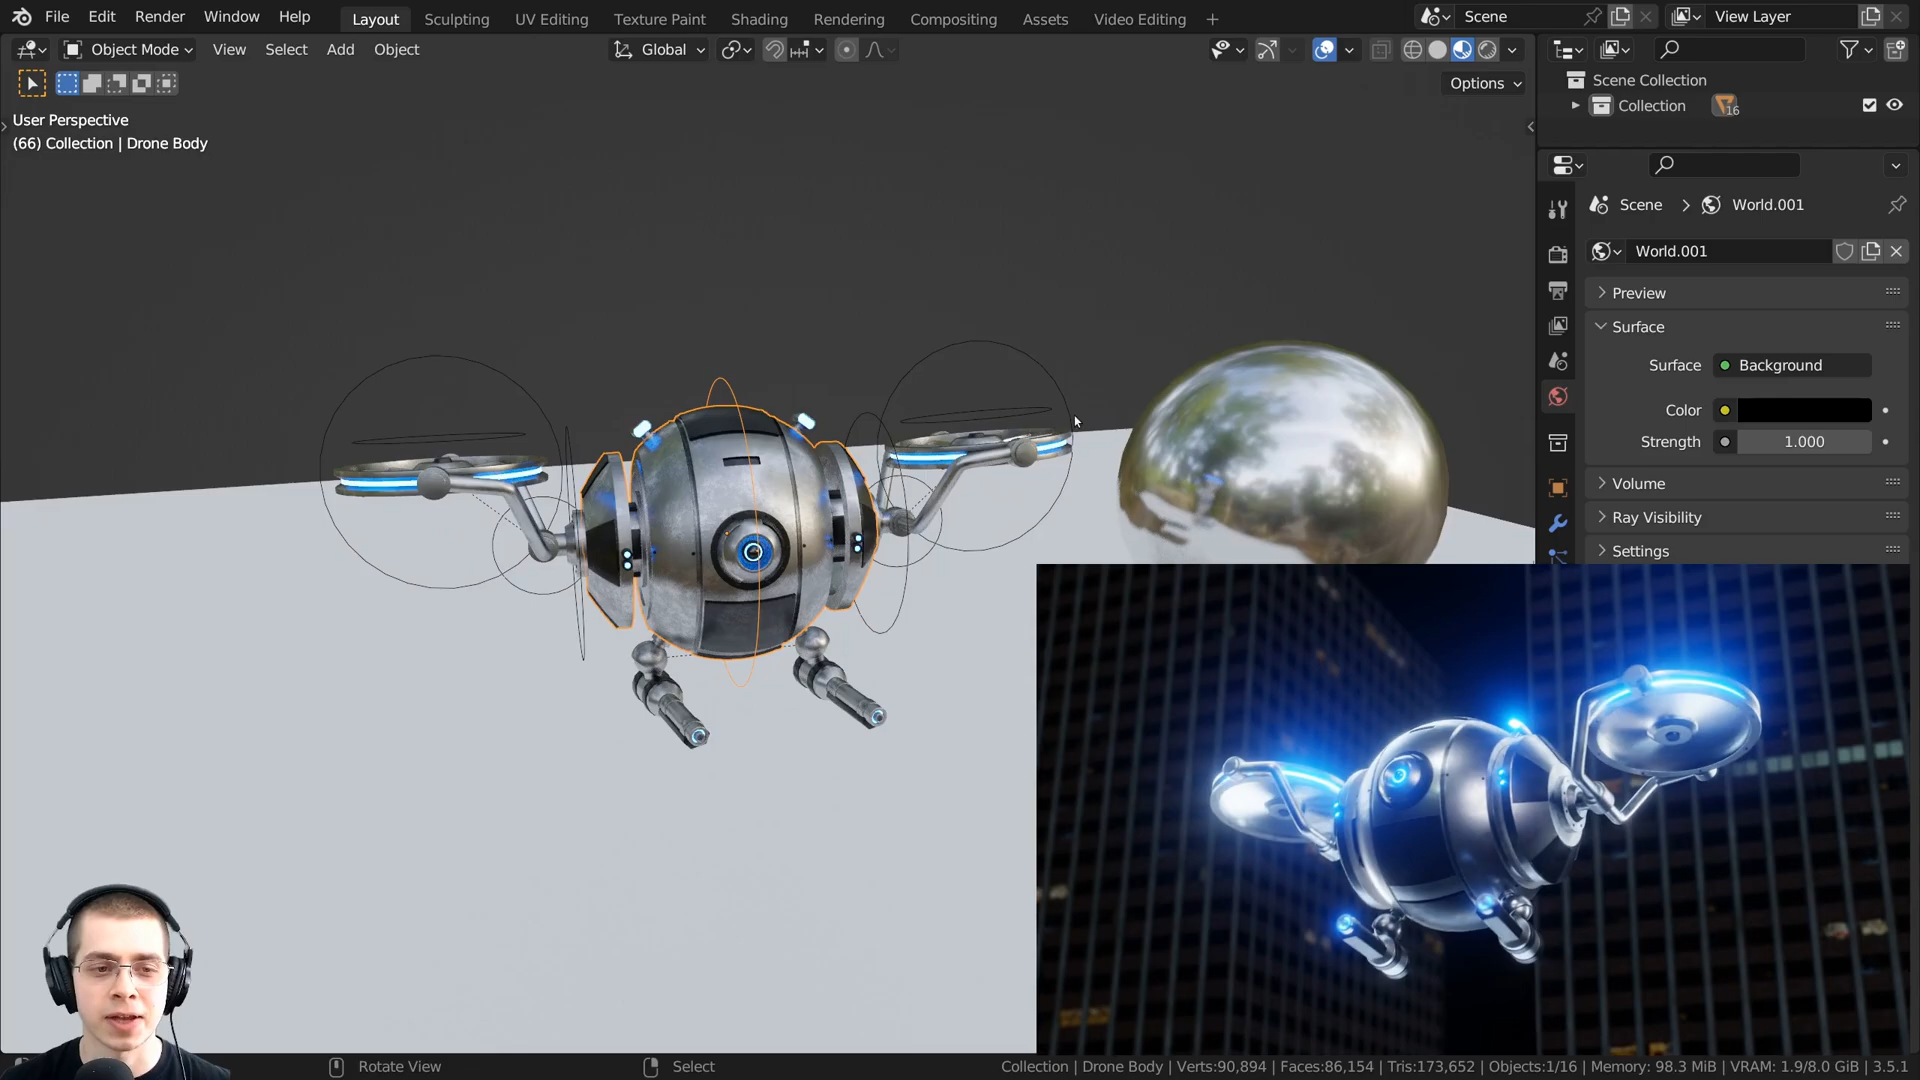 File Edit Render Window Help Layout Sculpting UV Editing Texture Paint Shading Rendering Compositing Assets Video Editing + Scene View Layer
Object Mode View Select Add Object Global
Options
User Perspective
(66) Collection | Drone Body
Scene Collection
Collection 16
Scene > World.001
World.001
Preview
Surface
Surface Background
Color
Strength 1.000
Volume
Ray Visibility
Settings
Rotate View Select Collection | Drone Body | Verts:90,894 | Faces:86,154 | Tris:173,652 | Objects:1/16 | Memory: 98.3 MiB | VRAM: 1.9/8.0 GiB | 3.5.1